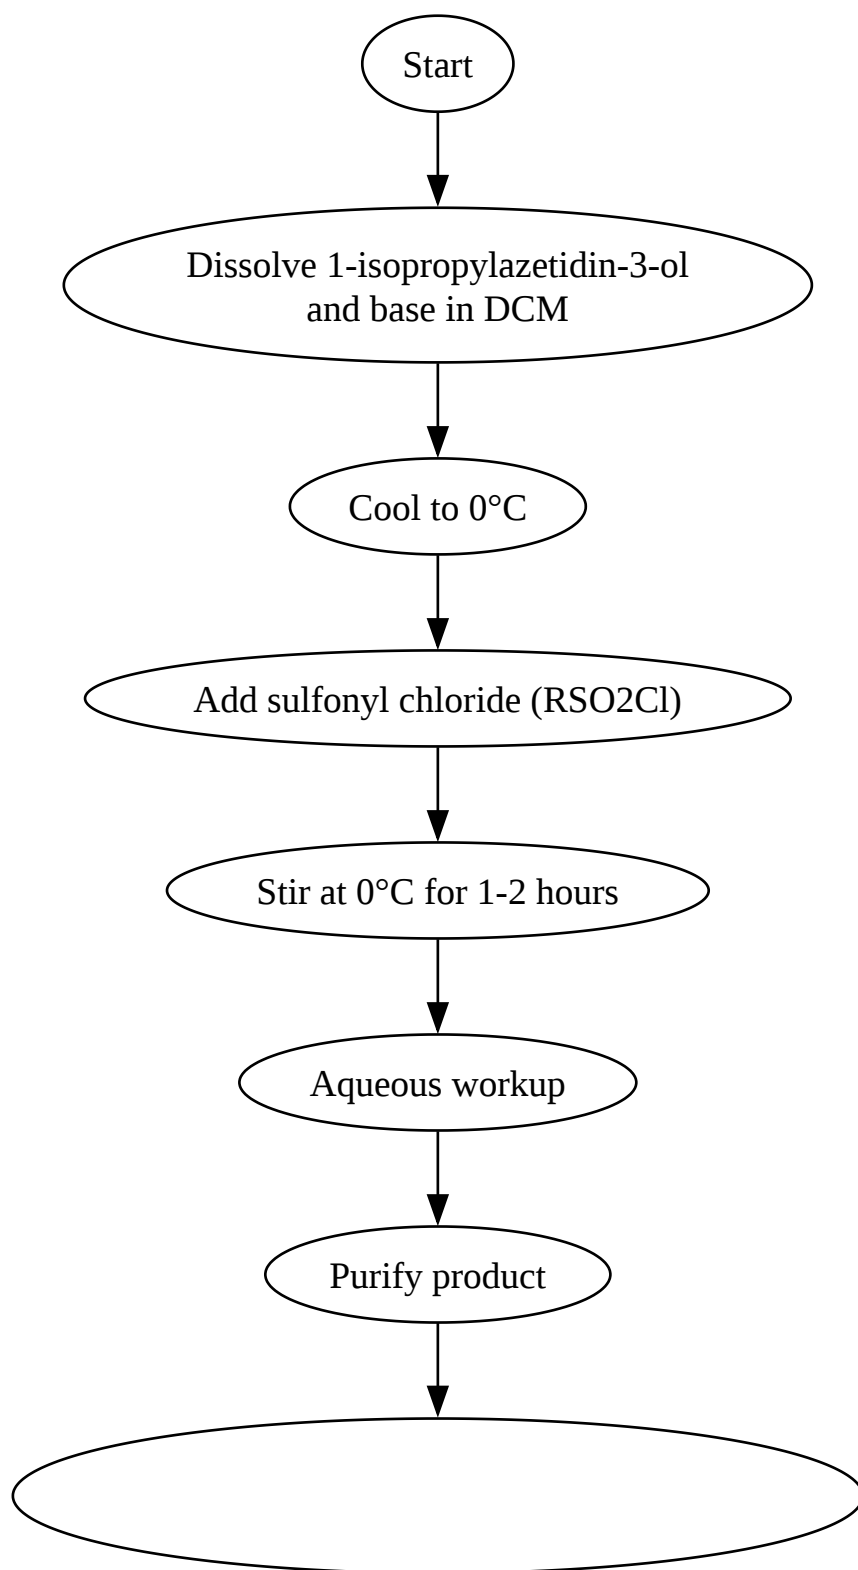 Start
Dissolve 1-isopropylazetidin-3-ol
and base in DCM
Cool to 0°C
Add sulfonyl chloride (RSO2Cl)
Stir at 0°C for 1-2 hours
Aqueous workup
Purify product